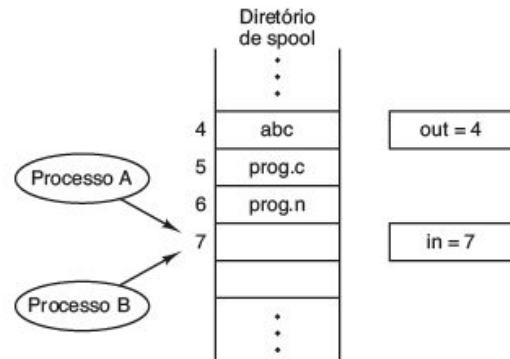 Diretório
de spool
4
abc
out = 4
Processo A
5
prog.c
6
prog.n
7
in = 7
Processo B